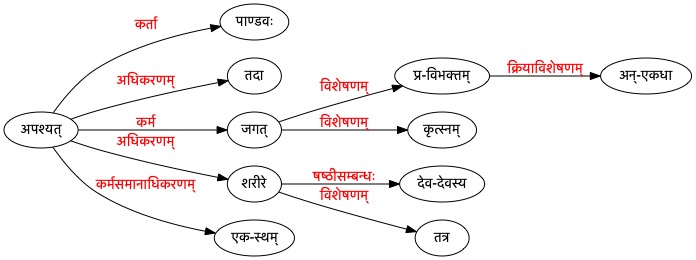 कर्ता
पाण्डवः
अधिकरणम्
तदा
विशेषणम्
प्र-विभक्तम्
क्रियाविशेषणम्
अन्-एकधा
अपश्यत्
कर्म
जगत्
विशेषणम्
कृत्स्नम्
अधिकरणम्
शरीरे
षष्ठीसम्बन्धः
देव-देवस्य
कर्मसमानाधिकरणम्
विशेषणम्
एक-स्थम्
तत्र